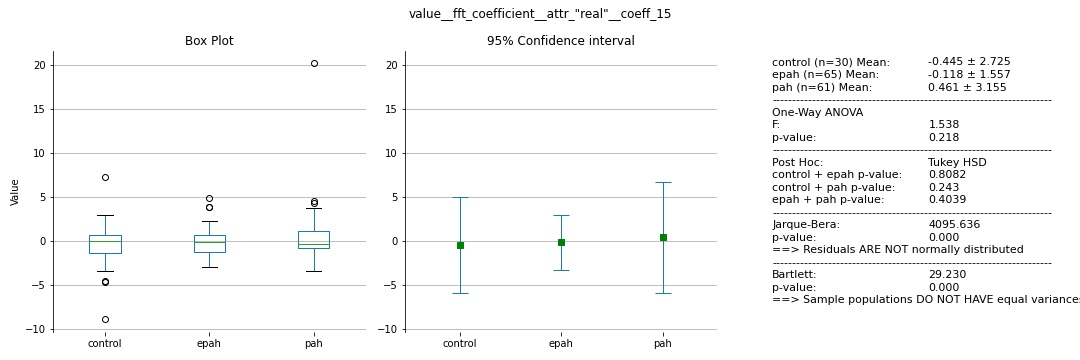 value__fft_coefficient__attr_"real"__coeff_15
Box Plot
Value
20
15
10
5
0
−5
−10
control epah pah
95% Confidence interval
20
15
10
5
0
−5
−10
control epah pah
control (n=30) Mean: -0.445 ± 2.725
epah (n=65) Mean: -0.118 ± 1.557
pah (n=61) Mean: 0.461 ± 3.155
One-Way ANOVA
F: 1.538
p-value: 0.218
Post Hoc: Tukey HSD
control + epah p-value: 0.8082
control + pah p-value: 0.243
epah + pah p-value: 0.4039
Jarque-Bera: 4095.636
p-value: 0.000
==> Residuals ARE NOT normally distributed
Bartlett: 29.230
p-value: 0.000
==> Sample populations DO NOT HAVE equal variances